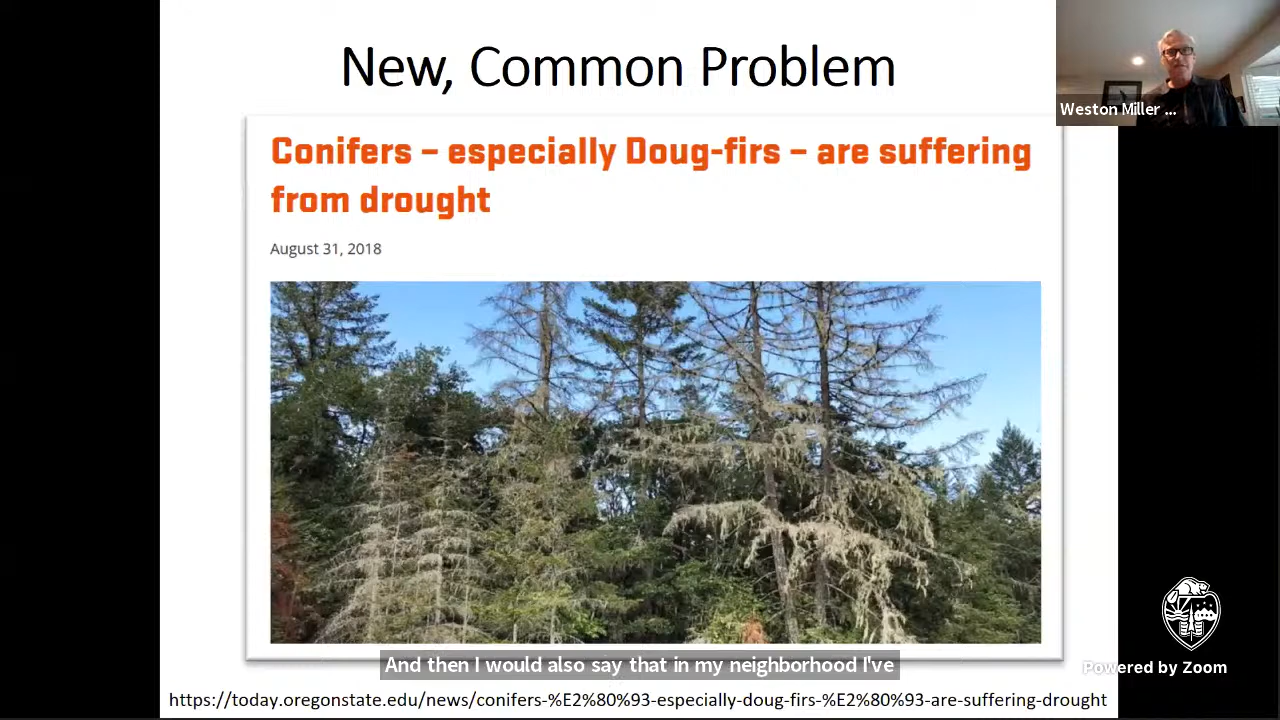 New, Common Problem
Weston Miller ...
Conifers – especially Doug-firs – are suffering
from drought
August 31, 2018
And then I would also say that in my neighborhood I've
Powered by Zoom
https://today.oregonstate.edu/news/conifers-%E2%80%93-especially-doug-firs-%E2%80%93-are-suffering-drought